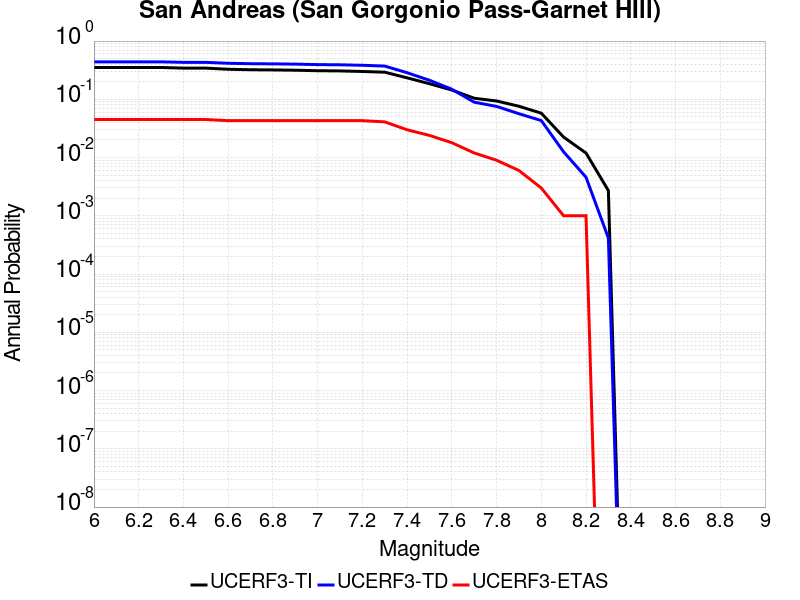 San Andreas (San Gorgonio Pass-Garnet HIll)
Annual Probability
10^0
10^-1
10^-2
10^-3
10^-4
10^-5
10^-6
10^-7
10^-8
6 6.2 6.4 6.6 6.8 7 7.2 7.4 7.6 7.8 8 8.2 8.4 8.6 8.8 9
Magnitude
UCERF3-TI UCERF3-TD UCERF3-ETAS